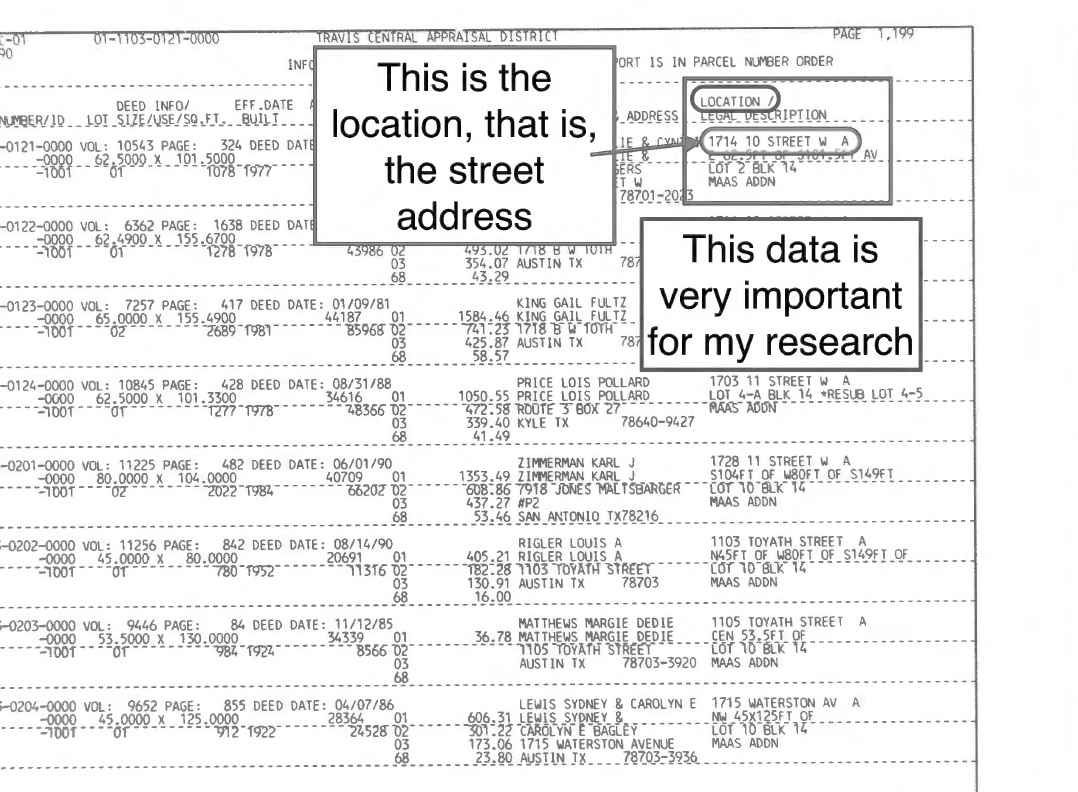 C-01 01-1103-0121-0000 TRAVIS CENTRAL APPRAISAL DISTRICT PAGE 1,199
90
INFO PORT IS IN PARCEL NUMBER ORDER
DEED INFO/ EFF.DATE A LOCATION /
NUMBER/ID LOT SIZE/USE/SQ.FT. BUILT ADDRESS LEGAL DESCRIPTION
This is the
location, that is,
the street
address
-0121-0000 VOL: 10543 PAGE: 324 DEED DATE IE & CYN 1714 10 STREET W A
-0000 62.5000 X 101.5000 IE & E 62.5FT OF S101.5FT AV
-1001 01 1078 1977 LOT 2 BLK 14
T W MAAS ADDN
78701-2023
This data is
very important
for my research
-0122-0000 VOL: 6362 PAGE: 1638 DEED DATE
-0000 62.4900 X 155.6700
-1001 01 1278 1978 43986 02 493.02 1718 B W 10TH
03 354.07 AUSTIN TX 787
68 43.29
-0123-0000 VOL: 7257 PAGE: 417 DEED DATE: 01/09/81 KING GAIL FULTZ
-0000 65.0000 X 155.4900 44187 01 1584.46 KING GAIL FULTZ
-1001 02 2689 1981 85968 02 741.23 1718 B W 10TH
03 425.87 AUSTIN TX 787
68 58.57
-0124-0000 VOL: 10845 PAGE: 428 DEED DATE: 08/31/88 PRICE LOIS POLLARD 1703 11 STREET W A
-0000 62.5000 X 101.3300 34616 01 1050.55 PRICE LOIS POLLARD LOT 4-A BLK 14 *RESUB LOT 4-5
-1001 01 1277 1978 48366 02 472.58 ROUTE 3 BOX 27 MAAS ADDN
03 339.40 KYLE TX 78640-9427
68 41.49
-0201-0000 VOL: 11225 PAGE: 482 DEED DATE: 06/01/90 ZIMMERMAN KARL J 1728 11 STREET W A
-0000 80.0000 X 104.0000 40709 01 1353.49 ZIMMERMAN KARL J S104FT OF W80FT OF S149FT
-1001 02 2022 1984 66202 02 608.86 7918 JONES MALTSBARGER LOT 10 BLK 14
03 437.27 #P2 MAAS ADDN
68 53.46 SAN ANTONIO TX78216
3-0202-0000 VOL: 11256 PAGE: 842 DEED DATE: 08/14/90 RIGLER LOUIS A 1103 TOYATH STREET A
-0000 45.0000 X 80.0000 20691 01 405.21 RIGLER LOUIS A N45FT OF W80FT OF S149FT OF
-1001 01 780 1952 11316 02 182.28 1103 TOYATH STREET LOT 10 BLK 14
03 130.91 AUSTIN TX 78703 MAAS ADDN
68 16.00
3-0203-0000 VOL: 9446 PAGE: 84 DEED DATE: 11/12/85 MATTHEWS MARGIE DEDIE 1105 TOYATH STREET A
-0000 53.5000 X 130.0000 34339 01 36.78 MATTHEWS MARGIE DEDIE CEN 53.5FT OF
-1001 01 984 1924 8566 02 1105 TOYATH STREET LOT 10 BLK 14
03 AUSTIN TX 78703-3920 MAAS ADDN
68
3-0204-0000 VOL: 9652 PAGE: 855 DEED DATE: 04/07/86 LEWIS SYDNEY & CAROLYN E 1715 WATERSTON AV A
-0000 45.0000 X 125.0000 28364 01 606.31 LEWIS SYDNEY & NW 45X125FT OF
-1001 01 912 1922 24528 02 301.22 CAROLYN E BAGLEY LOT 10 BLK 14
03 173.06 1715 WATERSTON AVENUE MAAS ADDN
68 23.80 AUSTIN TX 78703-3936